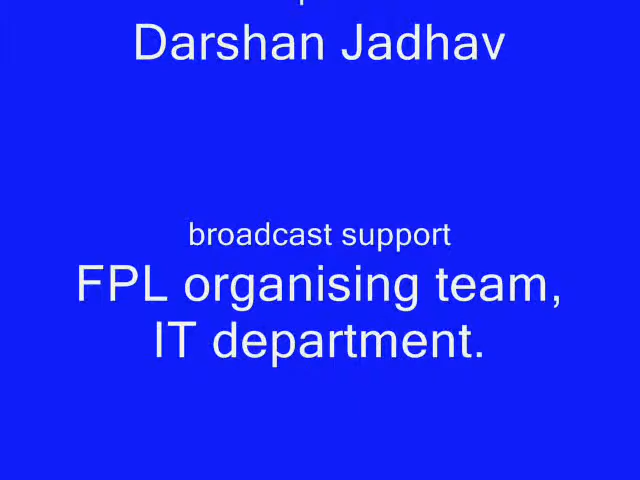 Darshan Jadhav
broadcast support
FPL organising team,
IT department.